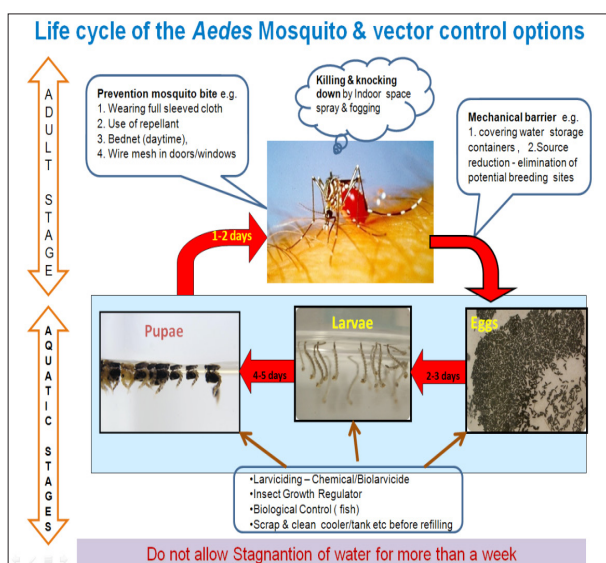 Life cycle of the Aedes Mosquito & vector control options
ADULT STAGE
Prevention mosquito bite e.g.
1. Wearing full sleeved cloth
2. Use of repellant
3. Bednet (daytime),
4. Wire mesh in doors/windows
Killing & knocking
down by Indoor space
spray & fogging
Mechanical barrier e.g.
1. covering water storage
containers , 2.Source
reduction - elimination of
potential breeding sites
1-2 days
AQUATIC STAGES
Pupae
4-5 days
Larvae
2-3 days
Eggs
•Larviciding – Chemical/Biolarvicide
•Insect Growth Regulator
•Biological Control ( fish)
•Scrap & clean cooler/tank etc before refilling
Do not allow Stagnantion of water for more than a week